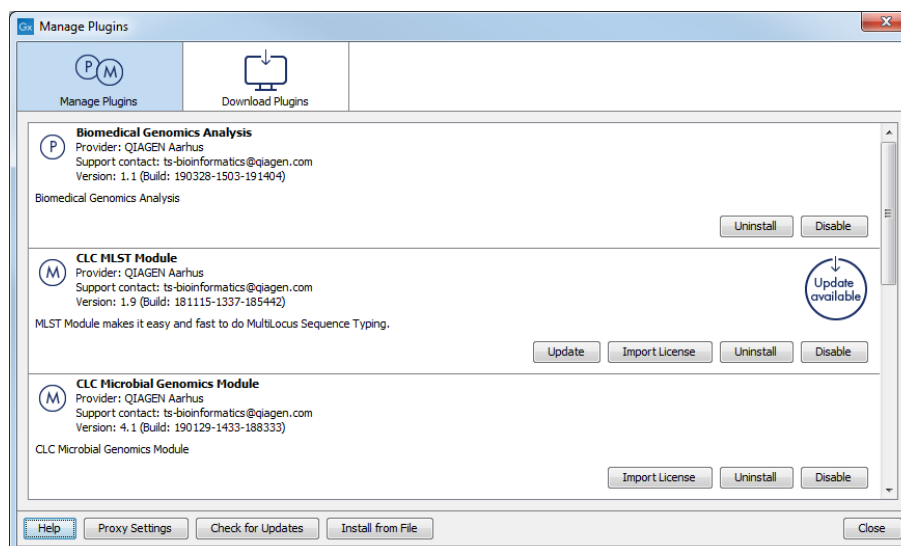 Gx Manage Plugins
P M
Manage Plugins
Download Plugins
P
Biomedical Genomics Analysis
Provider: QIAGEN Aarhus
Support contact: ts-bioinformatics@qiagen.com
Version: 1.1 (Build: 190328-1503-191404)
Biomedical Genomics Analysis
Uninstall Disable
M
CLC MLST Module
Provider: QIAGEN Aarhus
Support contact: ts-bioinformatics@qiagen.com
Version: 1.9 (Build: 181115-1337-185442)
Update
available
MLST Module makes it easy and fast to do MultiLocus Sequence Typing.
Update Import License Uninstall Disable
M
CLC Microbial Genomics Module
Provider: QIAGEN Aarhus
Support contact: ts-bioinformatics@qiagen.com
Version: 4.1 (Build: 190129-1433-188333)
CLC Microbial Genomics Module
Import License Uninstall Disable
Help Proxy Settings Check for Updates Install from File Close